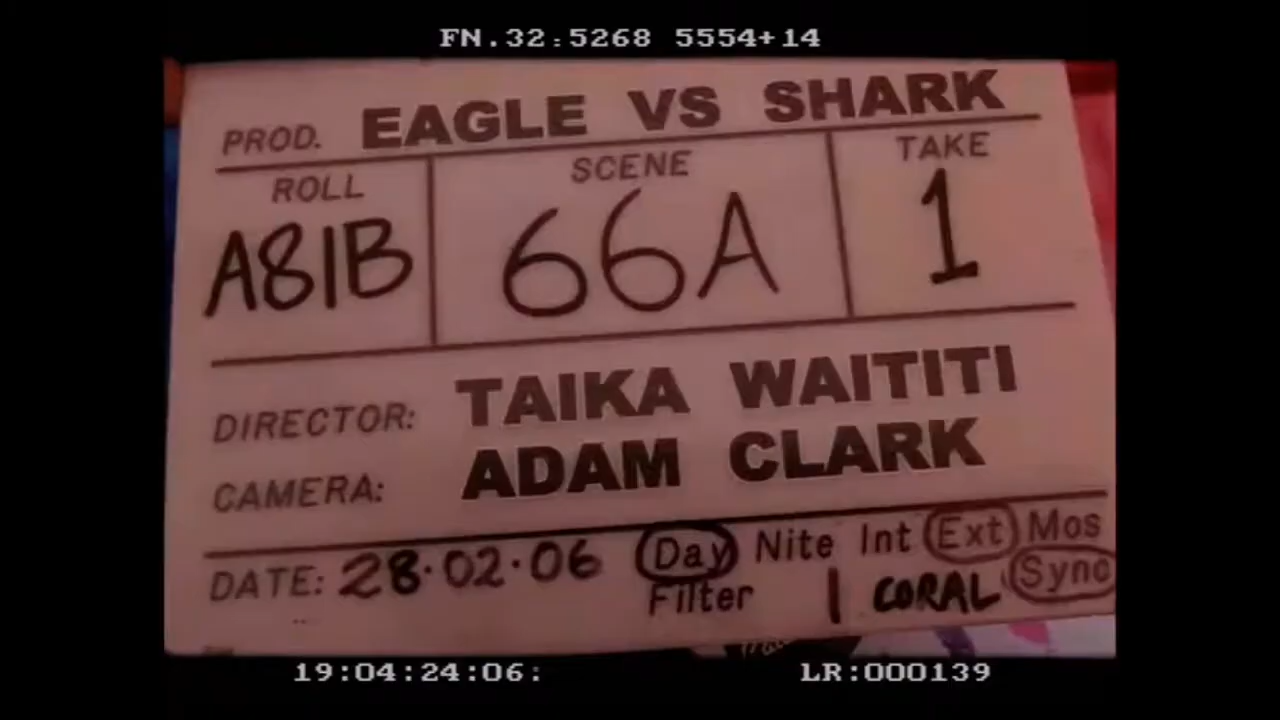 FN.32:5268 5554+14
PROD. EAGLE VS SHARK
ROLL SCENE TAKE
A81B 66A 1
DIRECTOR: TAIKA WAITITI
CAMERA: ADAM CLARK
DATE: 28·02·06 Day Nite Int Ext Mos
Filter 1 CORAL Sync
19:04:24:06: LR:000139